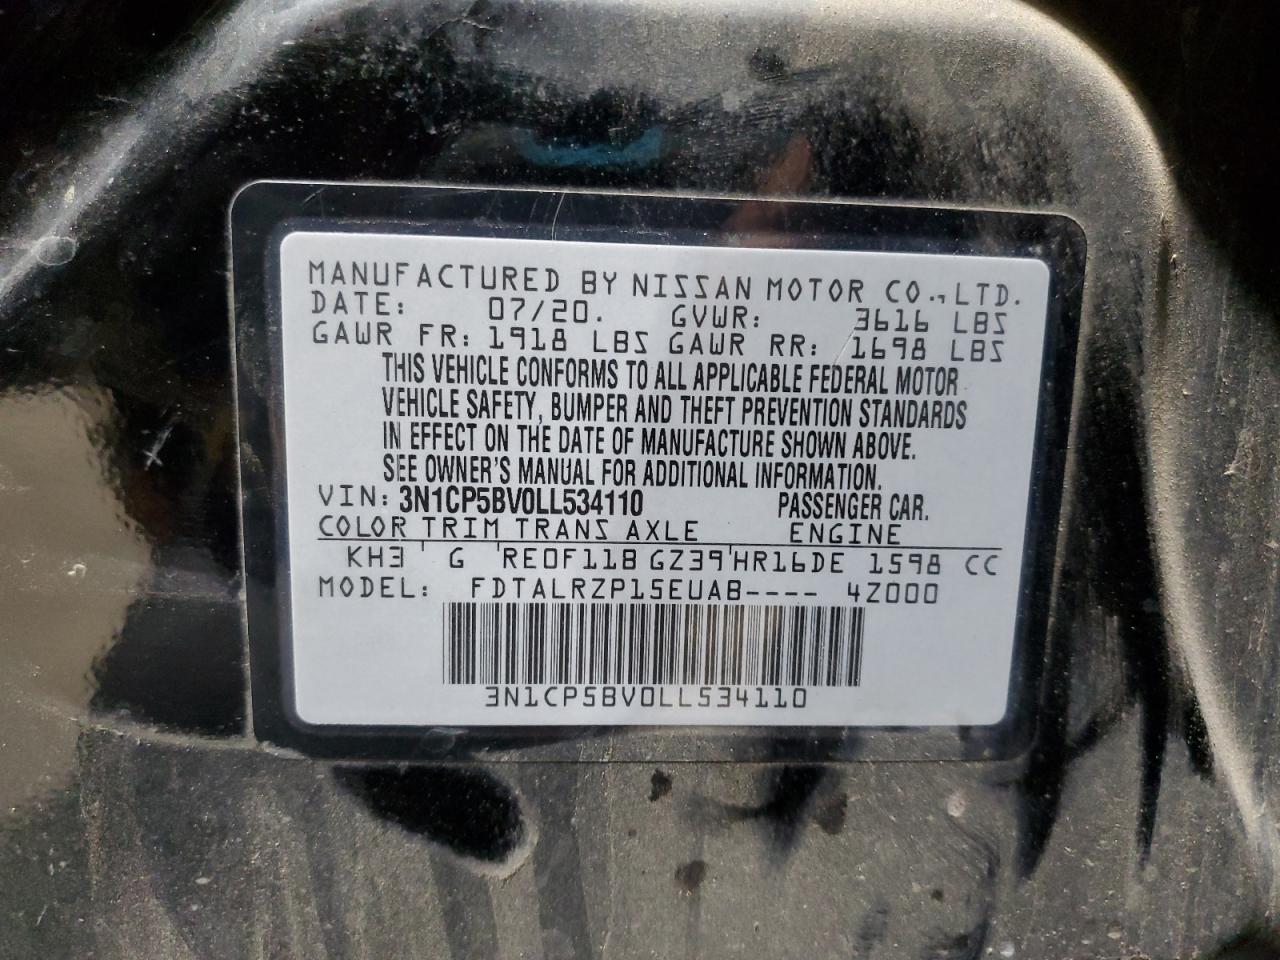 MANUFACTURED BY NISSAN MOTOR CO.,LTD.
DATE: 07/20. GVWR: 3616 LBS
GAWR FR: 1918 LBS GAWR RR: 1698 LBS
THIS VEHICLE CONFORMS TO ALL APPLICABLE FEDERAL MOTOR
VEHICLE SAFETY, BUMPER AND THEFT PREVENTION STANDARDS
IN EFFECT ON THE DATE OF MANUFACTURE SHOWN ABOVE.
SEE OWNER'S MANUAL FOR ADDITIONAL INFORMATION.
VIN: 3N1CP5BV0LL534110 PASSENGER CAR.
COLOR TRIM TRANS AXLE ENGINE
KH3 ' G 'RE0F11B GZ39'HR16DE 1598 CC
MODEL: FDTALRZP15EUAB---- 4Z000
3N1CP5BV0LL534110